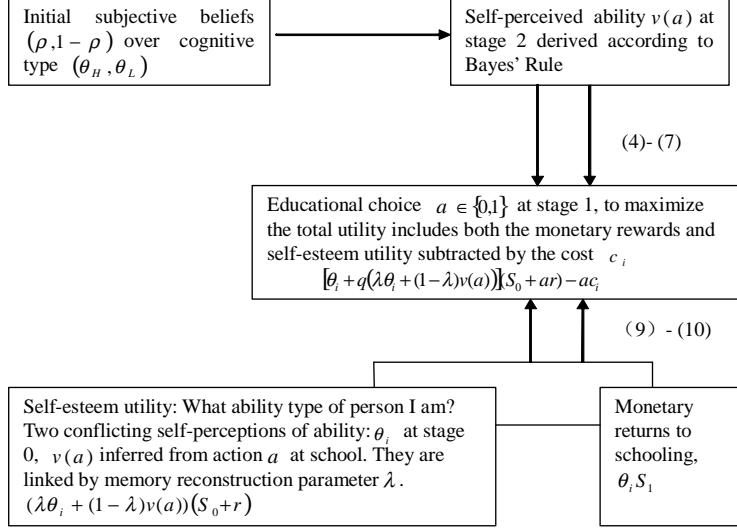 Initial subjective beliefs
(ρ,1−ρ) over cognitive
type (θ_H, θ_L)
Self-perceived ability v(a) at
stage 2 derived according to
Bayes' Rule
(4)- (7)
Educational choice a ∈ {0,1} at stage 1, to maximize
the total utility includes both the monetary rewards and
self-esteem utility subtracted by the cost c_i
[θ_i + q(λθ_i + (1−λ)v(a))](S_0 + ar) − ac_i
(9) - (10)
Self-esteem utility: What ability type of person I am?
Two conflicting self-perceptions of ability: θ_i at stage
0, v(a) inferred from action a at school. They are
linked by memory reconstruction parameter λ.
(λθ_i + (1−λ)v(a))(S_0 + r)
Monetary
returns to
schooling,
θ_i S_1